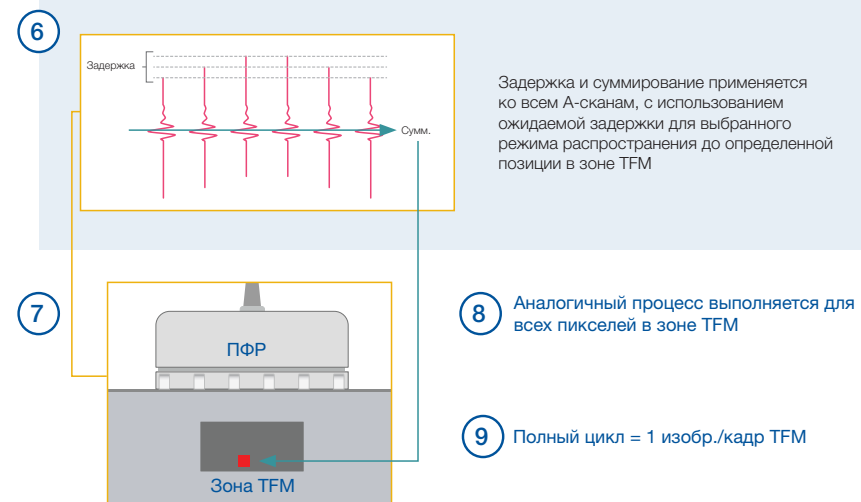 6
Задержка
Сумм.
Задержка и суммирование применяется
ко всем А-сканам, с использованием
ожидаемой задержки для выбранного
режима распространения до определенной
позиции в зоне TFM
7
ПФР
Зона TFM
8
Аналогичный процесс выполняется для
всех пикселей в зоне TFM
9
Полный цикл = 1 изобр./кадр TFM